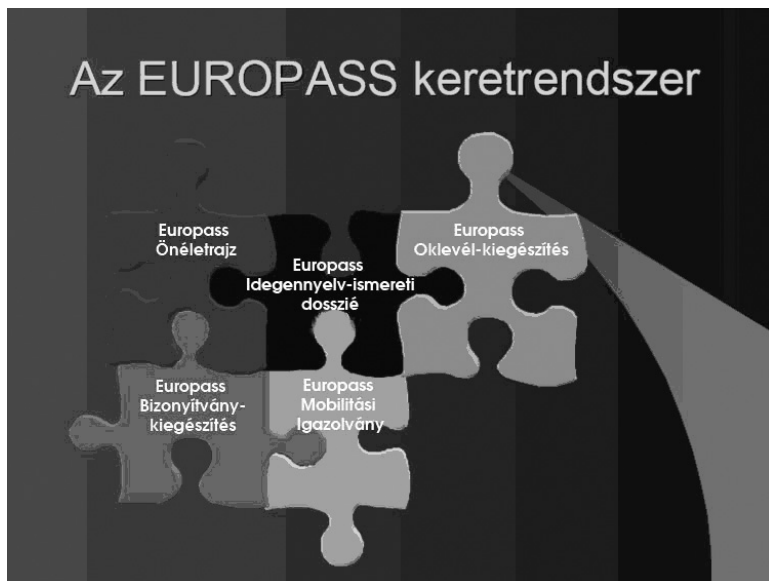 Az EUROPASS keretrendszer
Europass
Önéletrajz
Europass
Idegennyelv-ismereti
dosszié
Europass
Oklevél-kiegészítés
Europass
Bizonyítvány-
kiegészítés
Europass
Mobilitási
Igazolvány